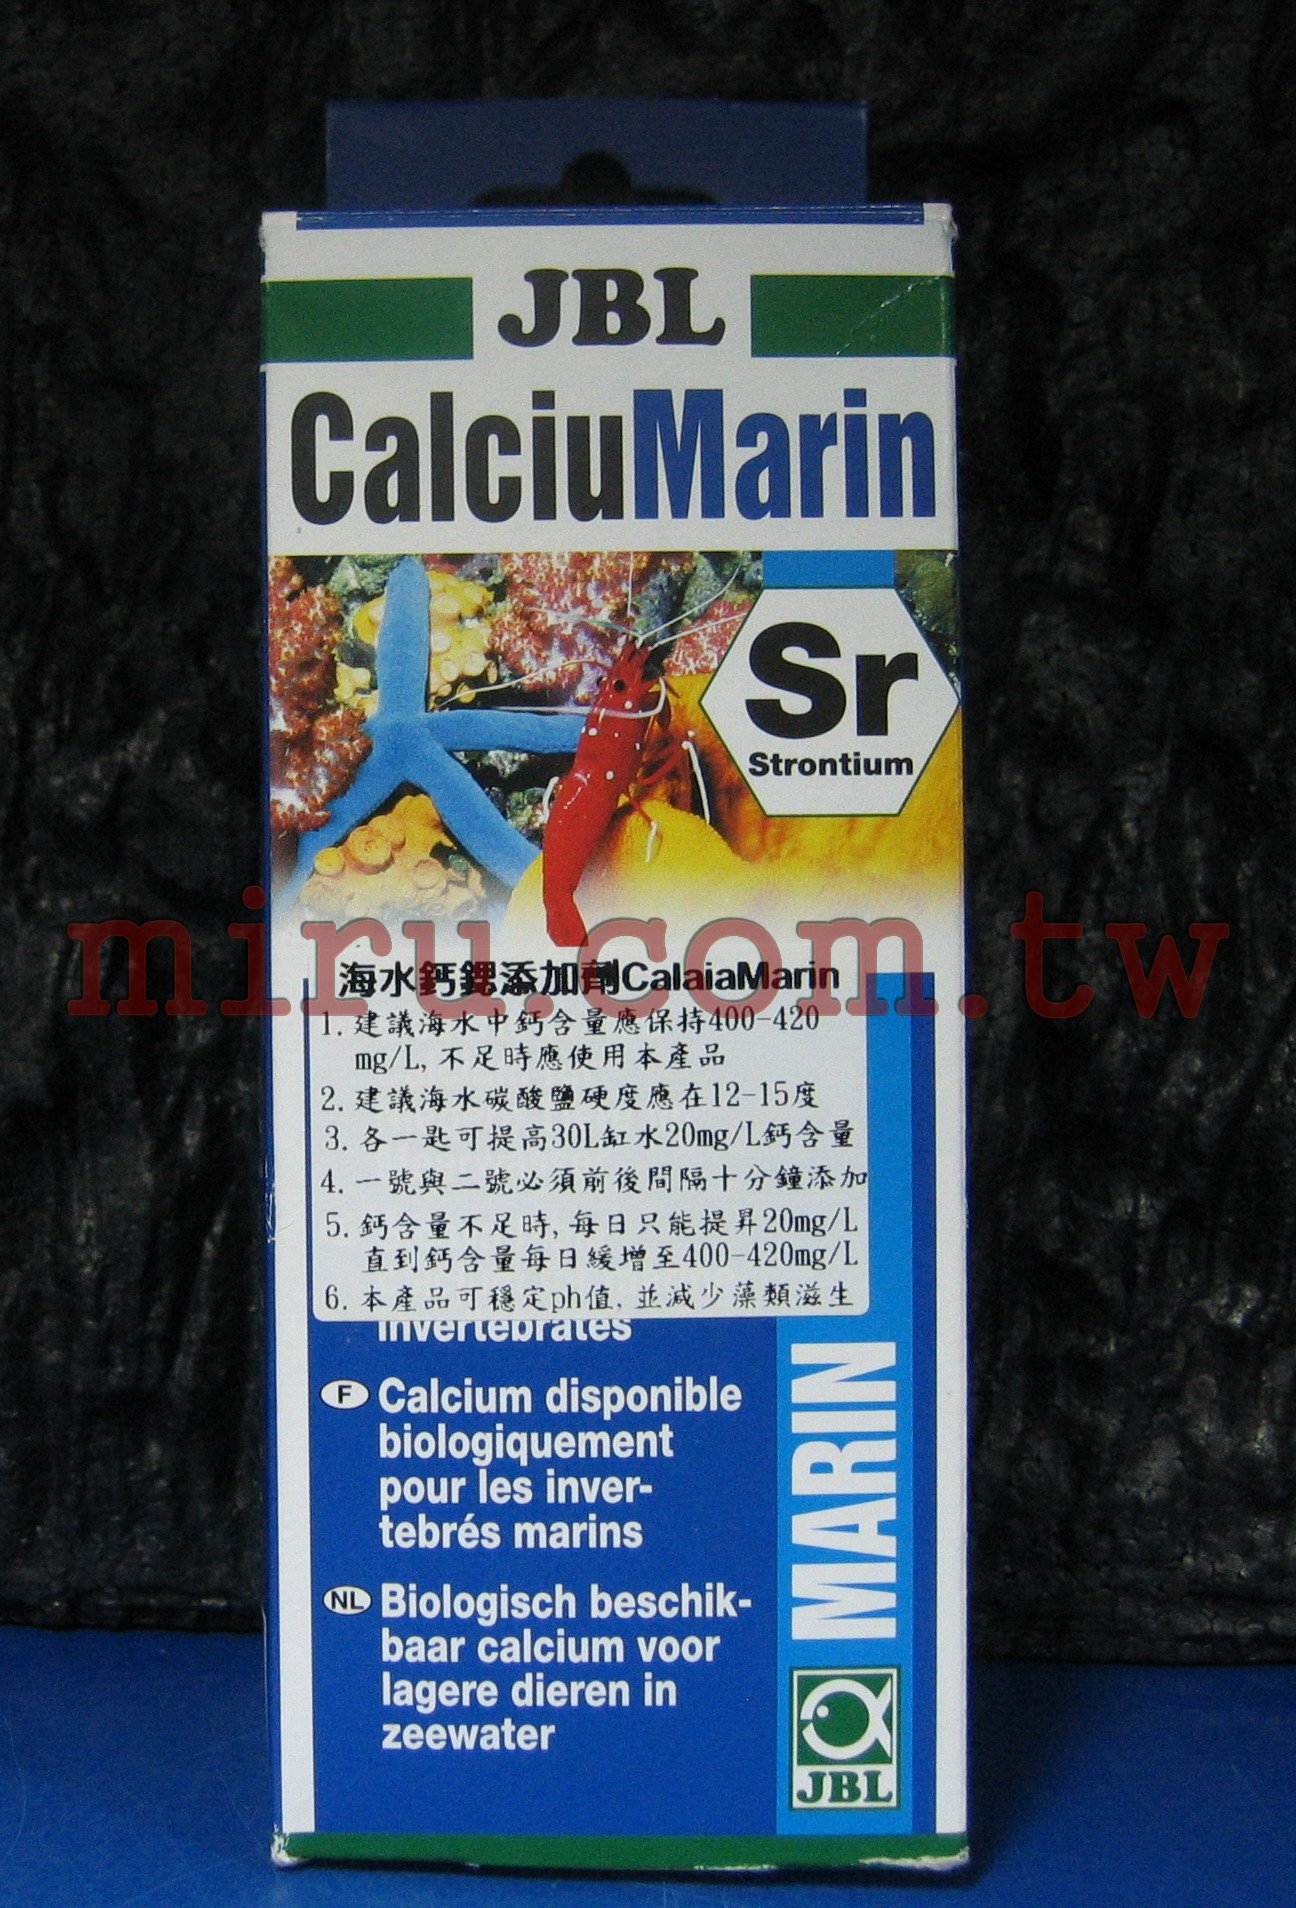 JBL
CalciuMarin
Sr
Strontium
miru.com.tw
海水鈣鍶添加劑CalaiaMarin
1. 建議海水中鈣含量應保持400-420
mg/L, 不足時應使用本產品
2. 建議海水碳酸鹽硬度應在12-15度
3. 各一匙可提高30L缸水20mg/L鈣含量
4. 一號與二號必須前後間隔十分鐘添加
5. 鈣含量不足時, 每日只能提昇20mg/L
直到鈣含量每日緩增至400-420mg/L
6. 本產品可穩定ph值, 並減少藻類滋生
invertebrates
F Calcium disponible
biologiquement
pour les inver-
tebrés marins
NL Biologisch beschik-
baar calcium voor
lagere dieren in
zeewater
MARIN
JBL